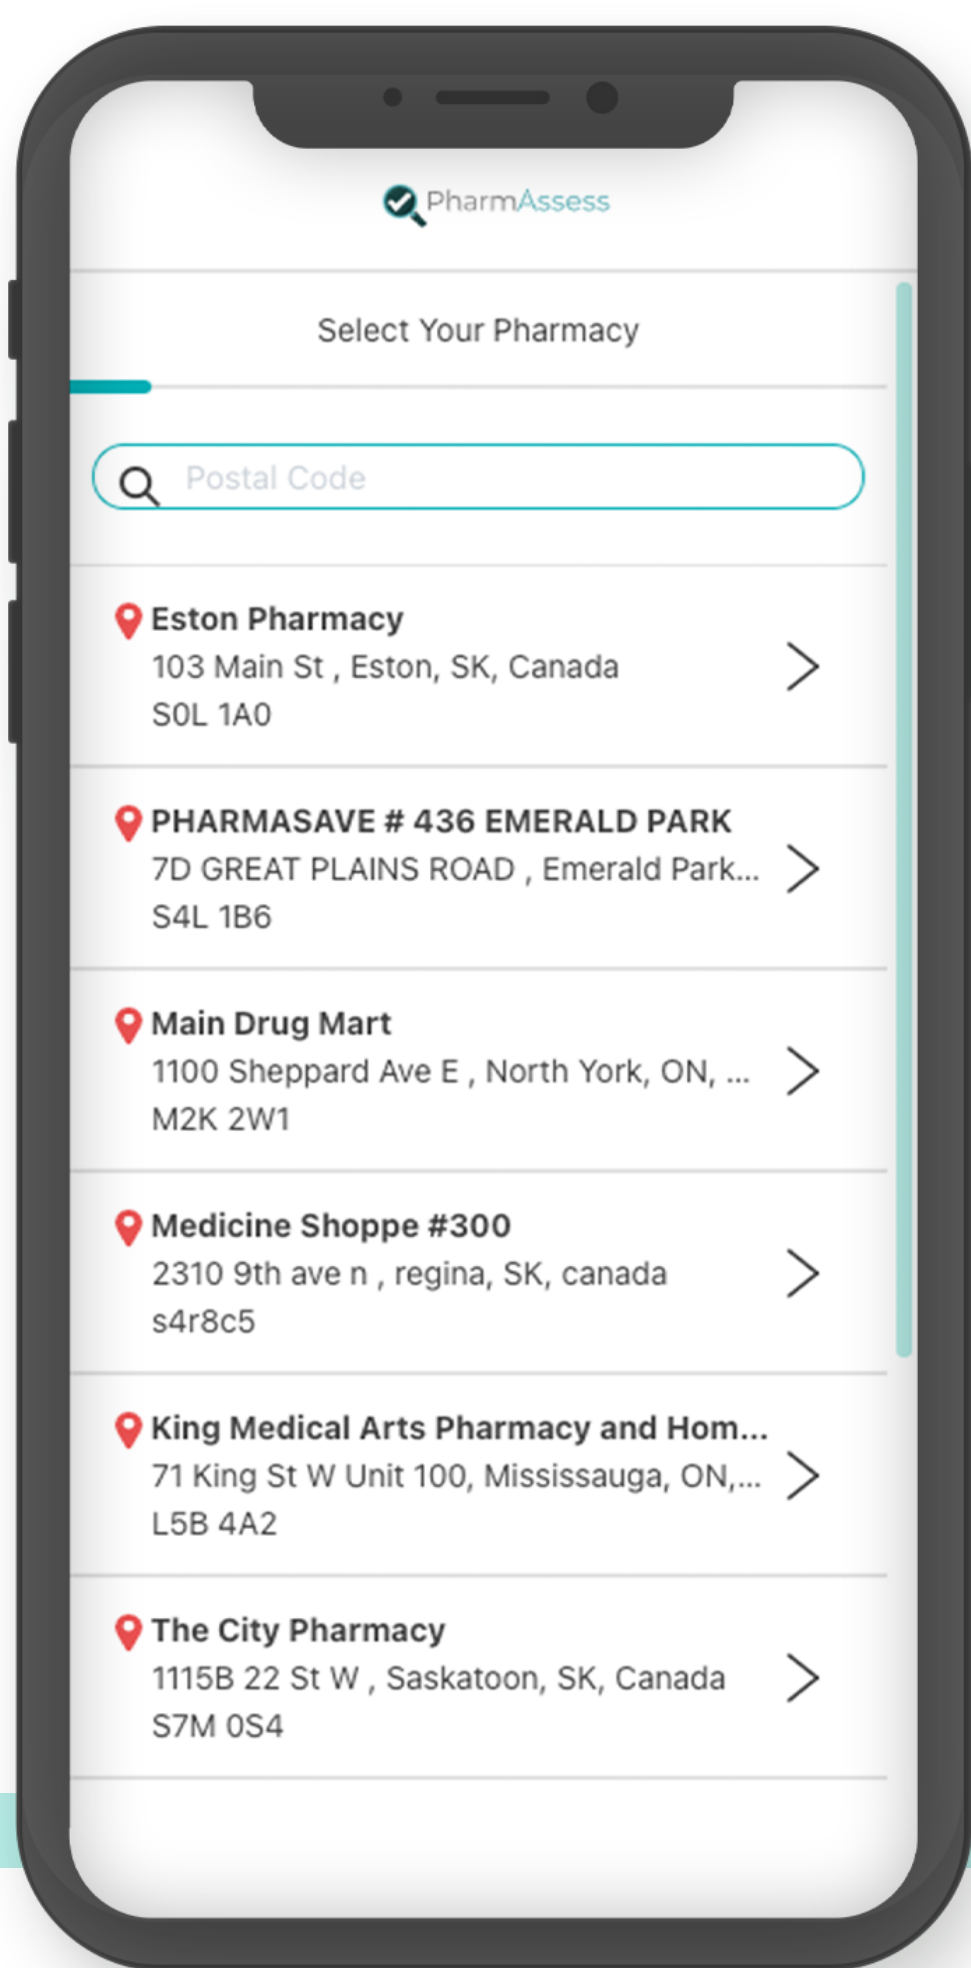 PharmAssess
Select Your Pharmacy
Postal Code
Eston Pharmacy
103 Main St , Eston, SK, Canada
S0L 1A0
PHARMASAVE # 436 EMERALD PARK
7D GREAT PLAINS ROAD , Emerald Park...
S4L 1B6
Main Drug Mart
1100 Sheppard Ave E , North York, ON, ...
M2K 2W1
Medicine Shoppe #300
2310 9th ave n , regina, SK, canada
s4r8c5
King Medical Arts Pharmacy and Hom...
71 King St W Unit 100, Mississauga, ON,...
L5B 4A2
The City Pharmacy
1115B 22 St W , Saskatoon, SK, Canada
S7M 0S4